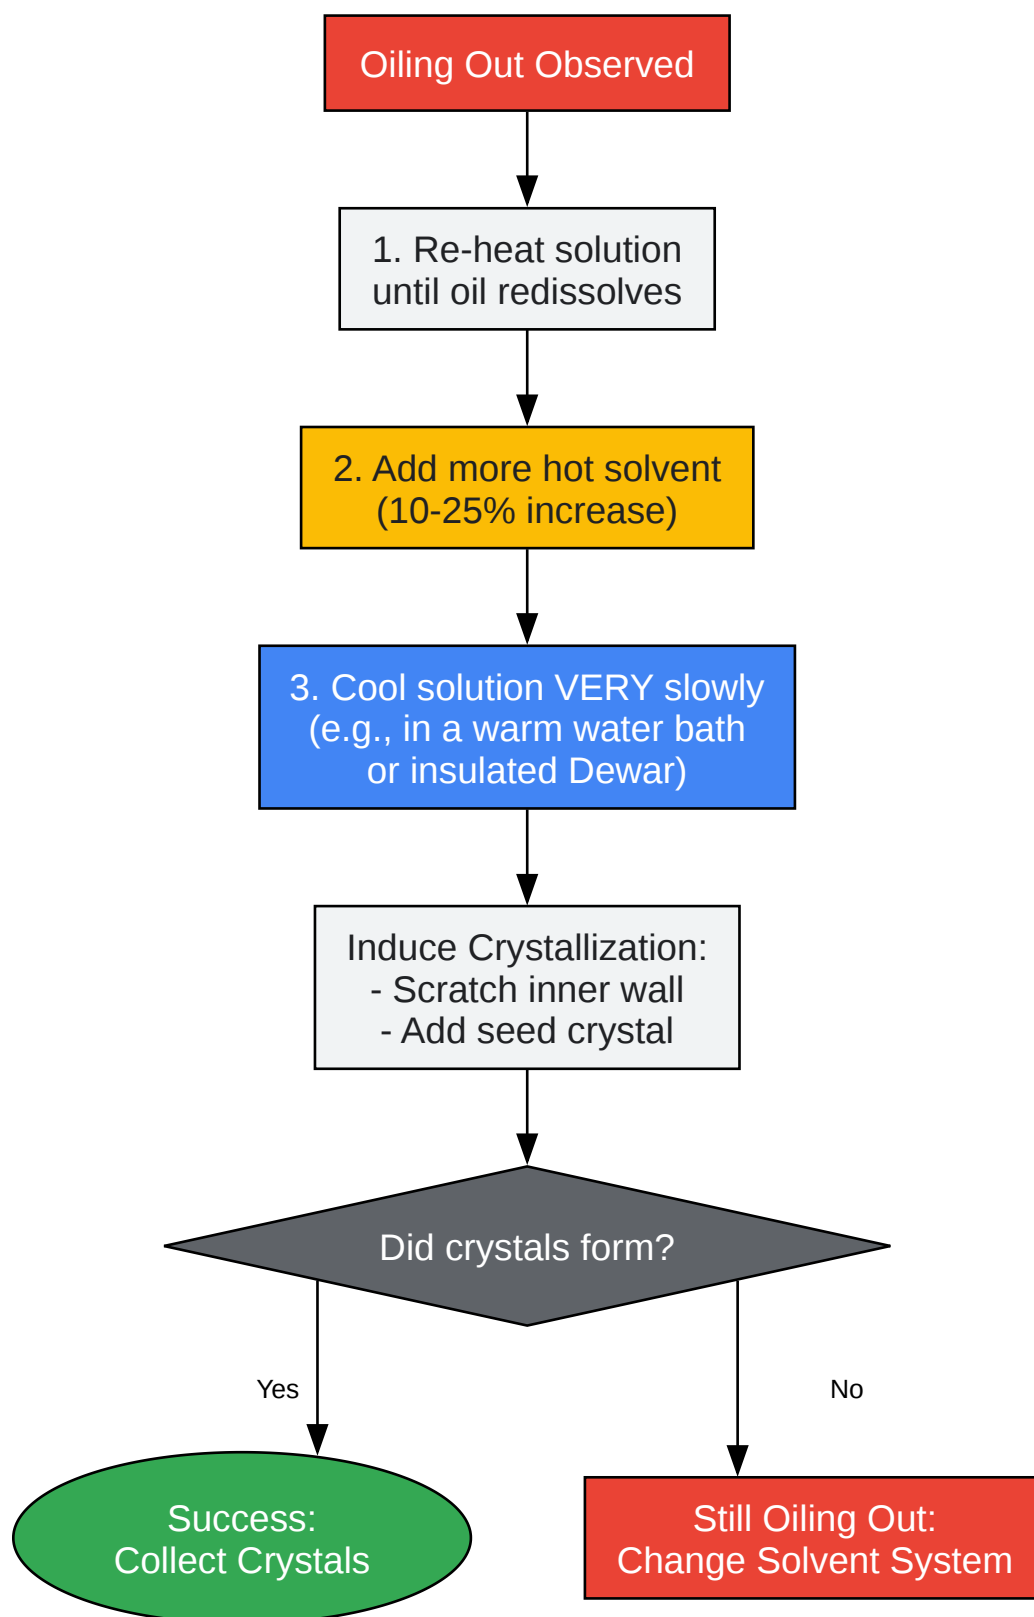 Oiling Out Observed
1. Re-heat solution
until oil redissolves
2. Add more hot solvent
(10-25% increase)
3. Cool solution VERY slowly
(e.g., in a warm water bath
or insulated Dewar)
Induce Crystallization:
- Scratch inner wall
- Add seed crystal
Did crystals form?
Yes
No
Success:
Collect Crystals
Still Oiling Out:
Change Solvent System